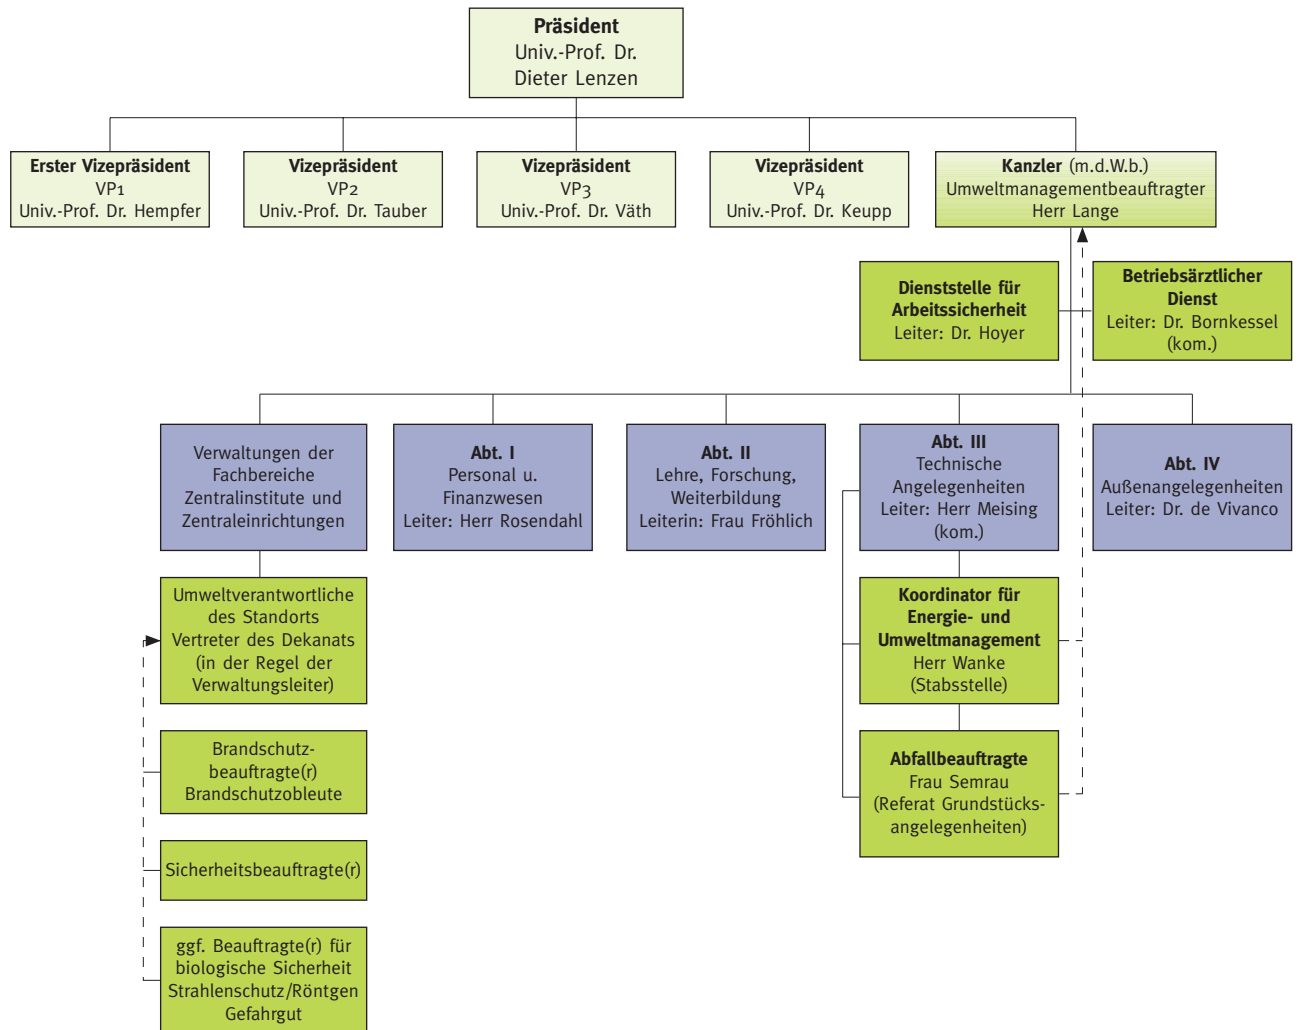 Präsident
Univ.-Prof. Dr.
Dieter Lenzen
Erster Vizepräsident
VP1
Univ.-Prof. Dr. Hempfer
Vizepräsident
VP2
Univ.-Prof. Dr. Tauber
Vizepräsident
VP3
Univ.-Prof. Dr. Väth
Vizepräsident
VP4
Univ.-Prof. Dr. Keupp
Kanzler (m.d.W.b.)
Umweltmanagementbeauftragter
Herr Lange
Dienststelle für
Arbeitssicherheit
Leiter: Dr. Hoyer
Betriebsärztlicher
Dienst
Leiter: Dr. Bornkessel
(kom.)
Verwaltungen der
Fachbereiche
Zentralinstitute und
Zentraleinrichtungen
Abt. I
Personal u.
Finanzwesen
Leiter: Herr Rosendahl
Abt. II
Lehre, Forschung,
Weiterbildung
Leiterin: Frau Fröhlich
Abt. III
Technische
Angelegenheiten
Leiter: Herr Meising
(kom.)
Abt. IV
Außenangelegenheiten
Leiter: Dr. de Vivanco
Umweltverantwortliche
des Standorts
Vertreter des Dekanats
(in der Regel der
Verwaltungsleiter)
Koordinator für
Energie- und
Umweltmanagement
Herr Wanke
(Stabsstelle)
Brandschutz-
beauftragte(r)
Brandschutzobleute
Abfallbeauftragte
Frau Semrau
(Referat Grundstücks-
angelegenheiten)
Sicherheitsbeauftragte(r)
ggf. Beauftragte(r) für
biologische Sicherheit
Strahlenschutz/Röntgen
Gefahrgut